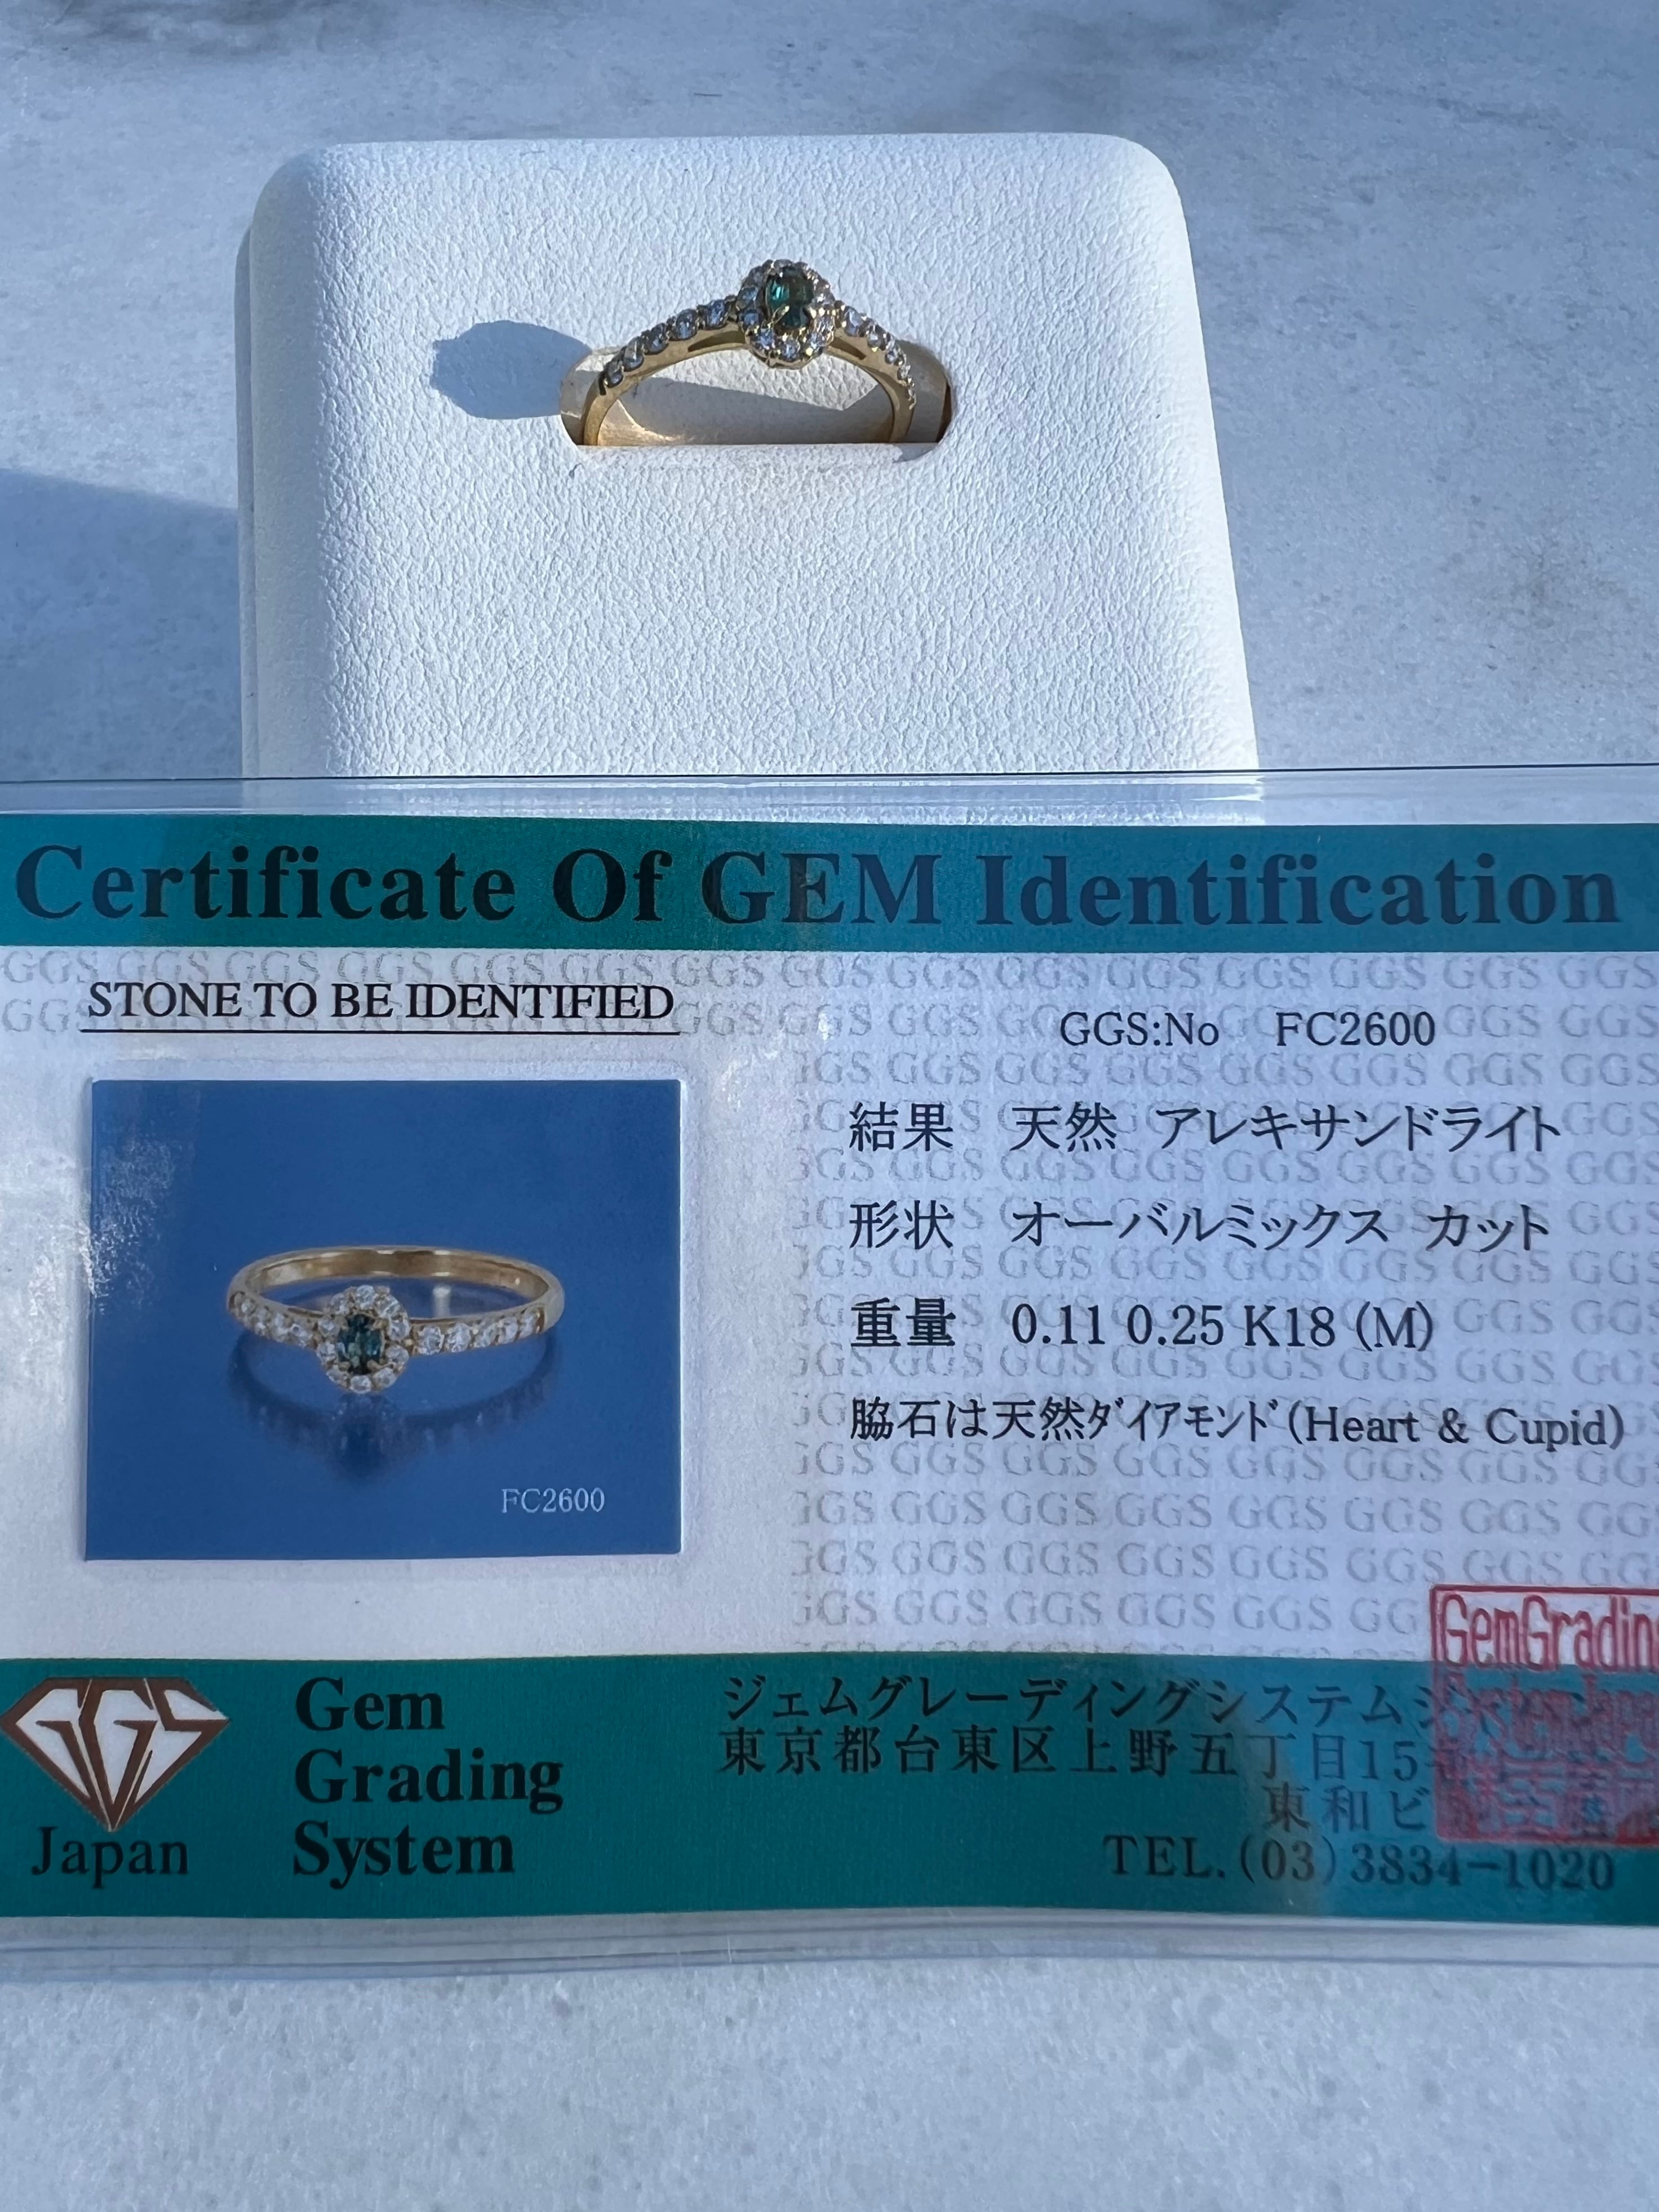 Certificate Of GEM Identification
STONE TO BE IDENTIFIED
GGS:No FC2600
結果 天然 アレキサンドライト
形状 オーバルミックス カット
重量 0.11 0.25 K18 (M)
脇石は天然ダイアモンド(Heart & Cupid)
FC2600
GemGrading
GGS
Japan
Gem
Grading
System
ジェムグレーディングシステム
東京都台東区上野五丁目15
東和ビ
TEL.(03)3834-1020